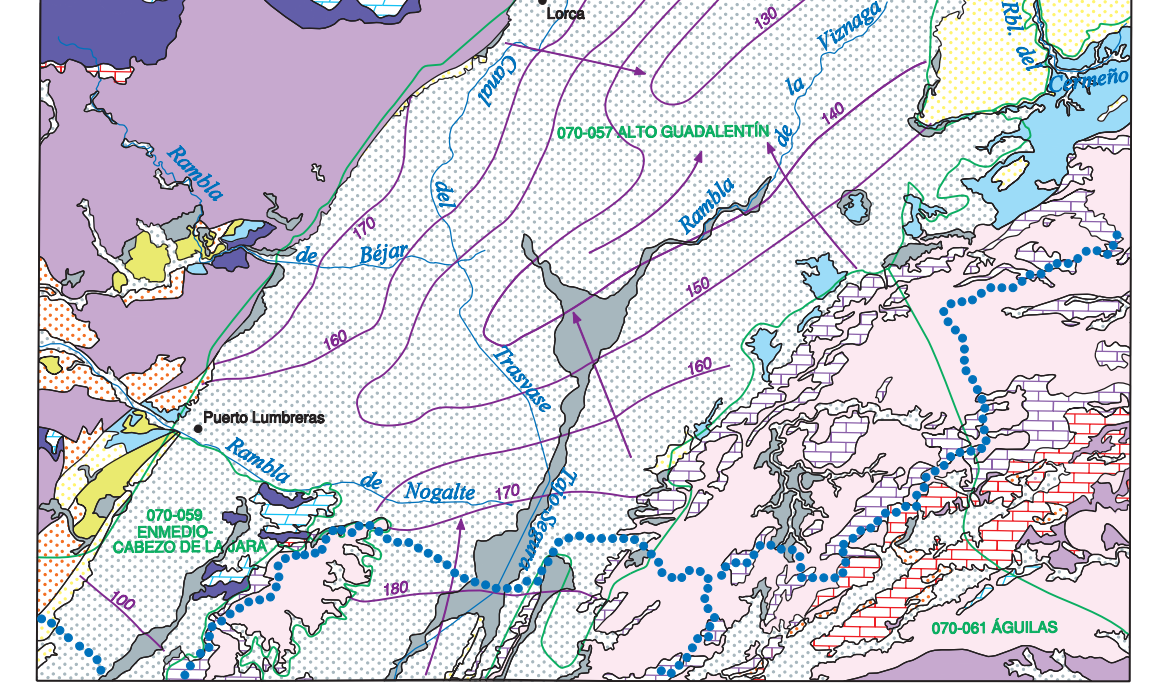 Lorca
130
Viznaga
la
de
Rambla
Rbl. del
Cermeño
Canal
del
Trasvase
Tajo-Segura
070-057 ALTO GUADALENTÍN
140
Rambla
de
Béjar
170
160
150
160
Puerto Lumbreras
Rambla
de
Nogalte
170
070-059
ENMEDIO-
CABEZO DE LA JARA
180
100
070-061 ÁGUILAS